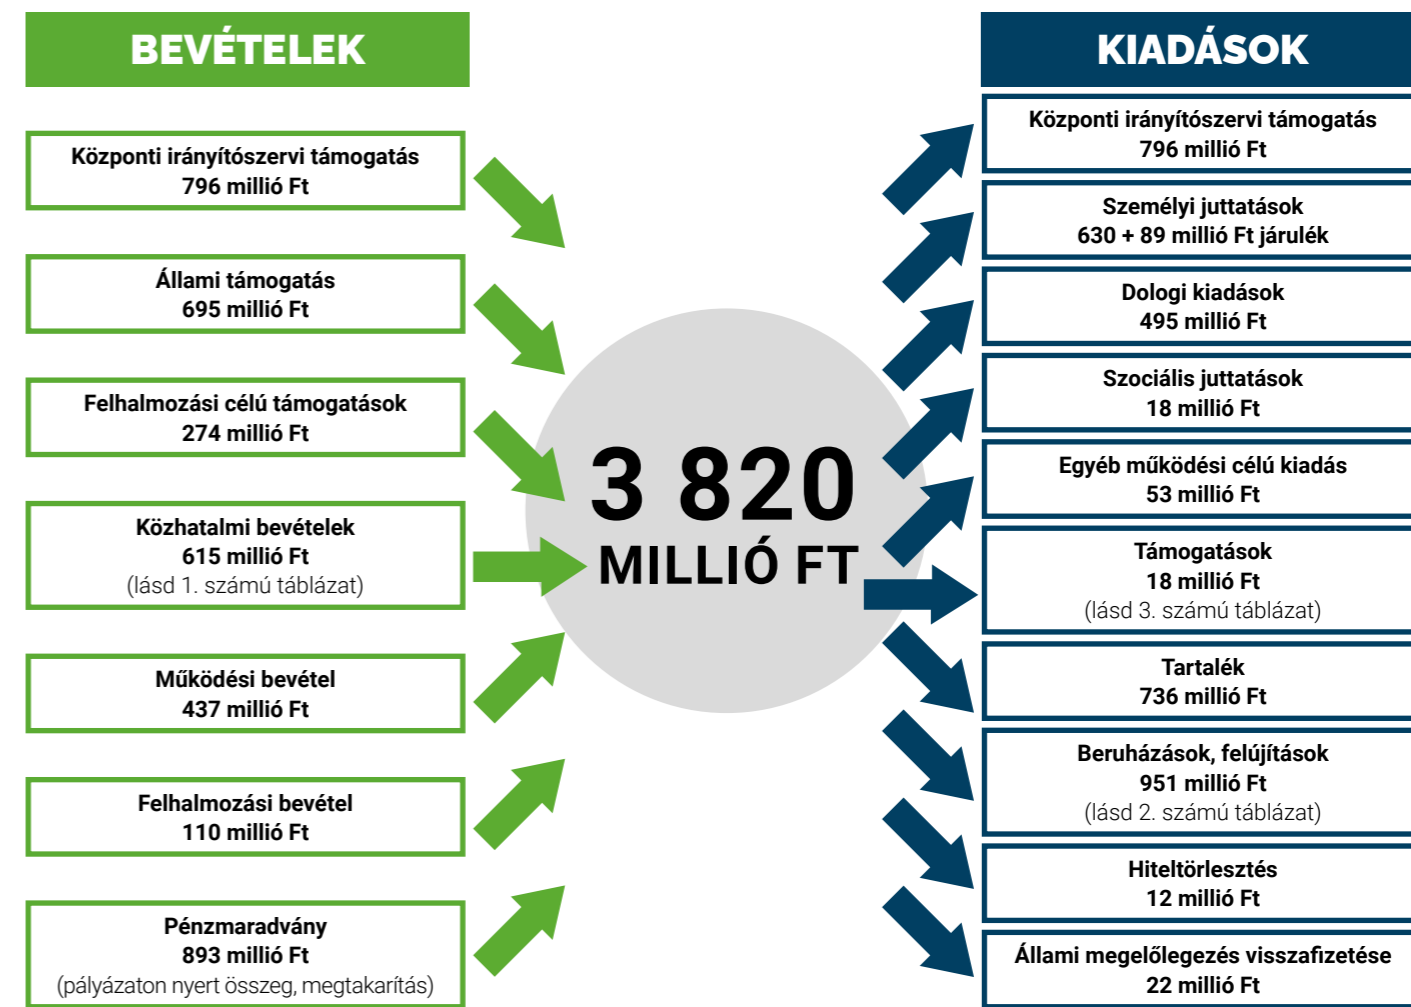 BEVÉTELEK
Központi irányítószervi támogatás
796 millió Ft
Állami támogatás
695 millió Ft
Felhalmozási célú támogatások
274 millió Ft
Közhatalmi bevételek
615 millió Ft
(lásd 1. számú táblázat)
Működési bevétel
437 millió Ft
Felhalmozási bevétel
110 millió Ft
Pénzmaradvány
893 millió Ft
(pályázaton nyert összeg, megtakarítás)
3 820
MILLIÓ FT
KIADÁSOK
Központi irányítószervi támogatás
796 millió Ft
Személyi juttatások
630 + 89 millió Ft járulék
Dologi kiadások
495 millió Ft
Szociális juttatások
18 millió Ft
Egyéb működési célú kiadás
53 millió Ft
Támogatások
18 millió Ft
(lásd 3. számú táblázat)
Tartalék
736 millió Ft
Beruházások, felújítások
951 millió Ft
(lásd 2. számú táblázat)
Hiteltörlesztés
12 millió Ft
Állami megelőlegezés visszafizetése
22 millió Ft